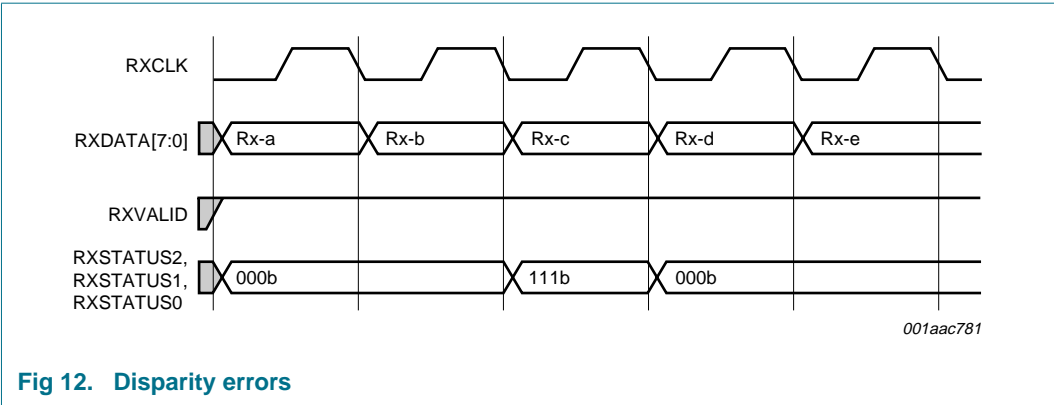 RXCLK
RXDATA[7:0]
Rx-a
Rx-b
Rx-c
Rx-d
Rx-e
RXVALID
RXSTATUS2,
RXSTATUS1,
RXSTATUS0
000b
111b
000b
001aac781
Fig 12. Disparity errors